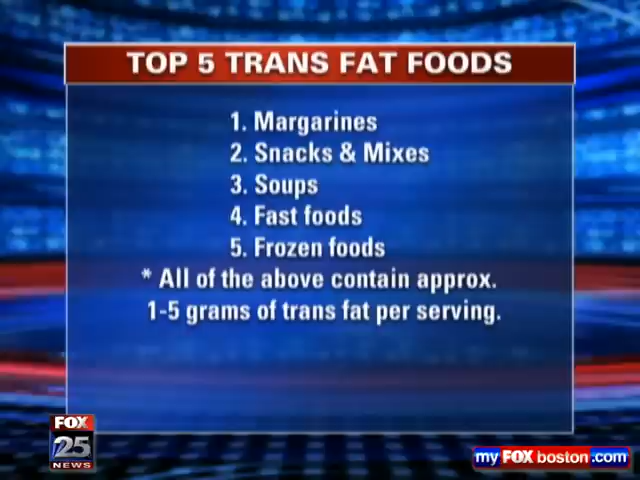 TOP 5 TRANS FAT FOODS
1. Margarines
2. Snacks & Mixes
3. Soups
4. Fast foods
5. Frozen foods
* All of the above contain approx.
1-5 grams of trans fat per serving.
FOX
25
NEWS
myFOXboston.com